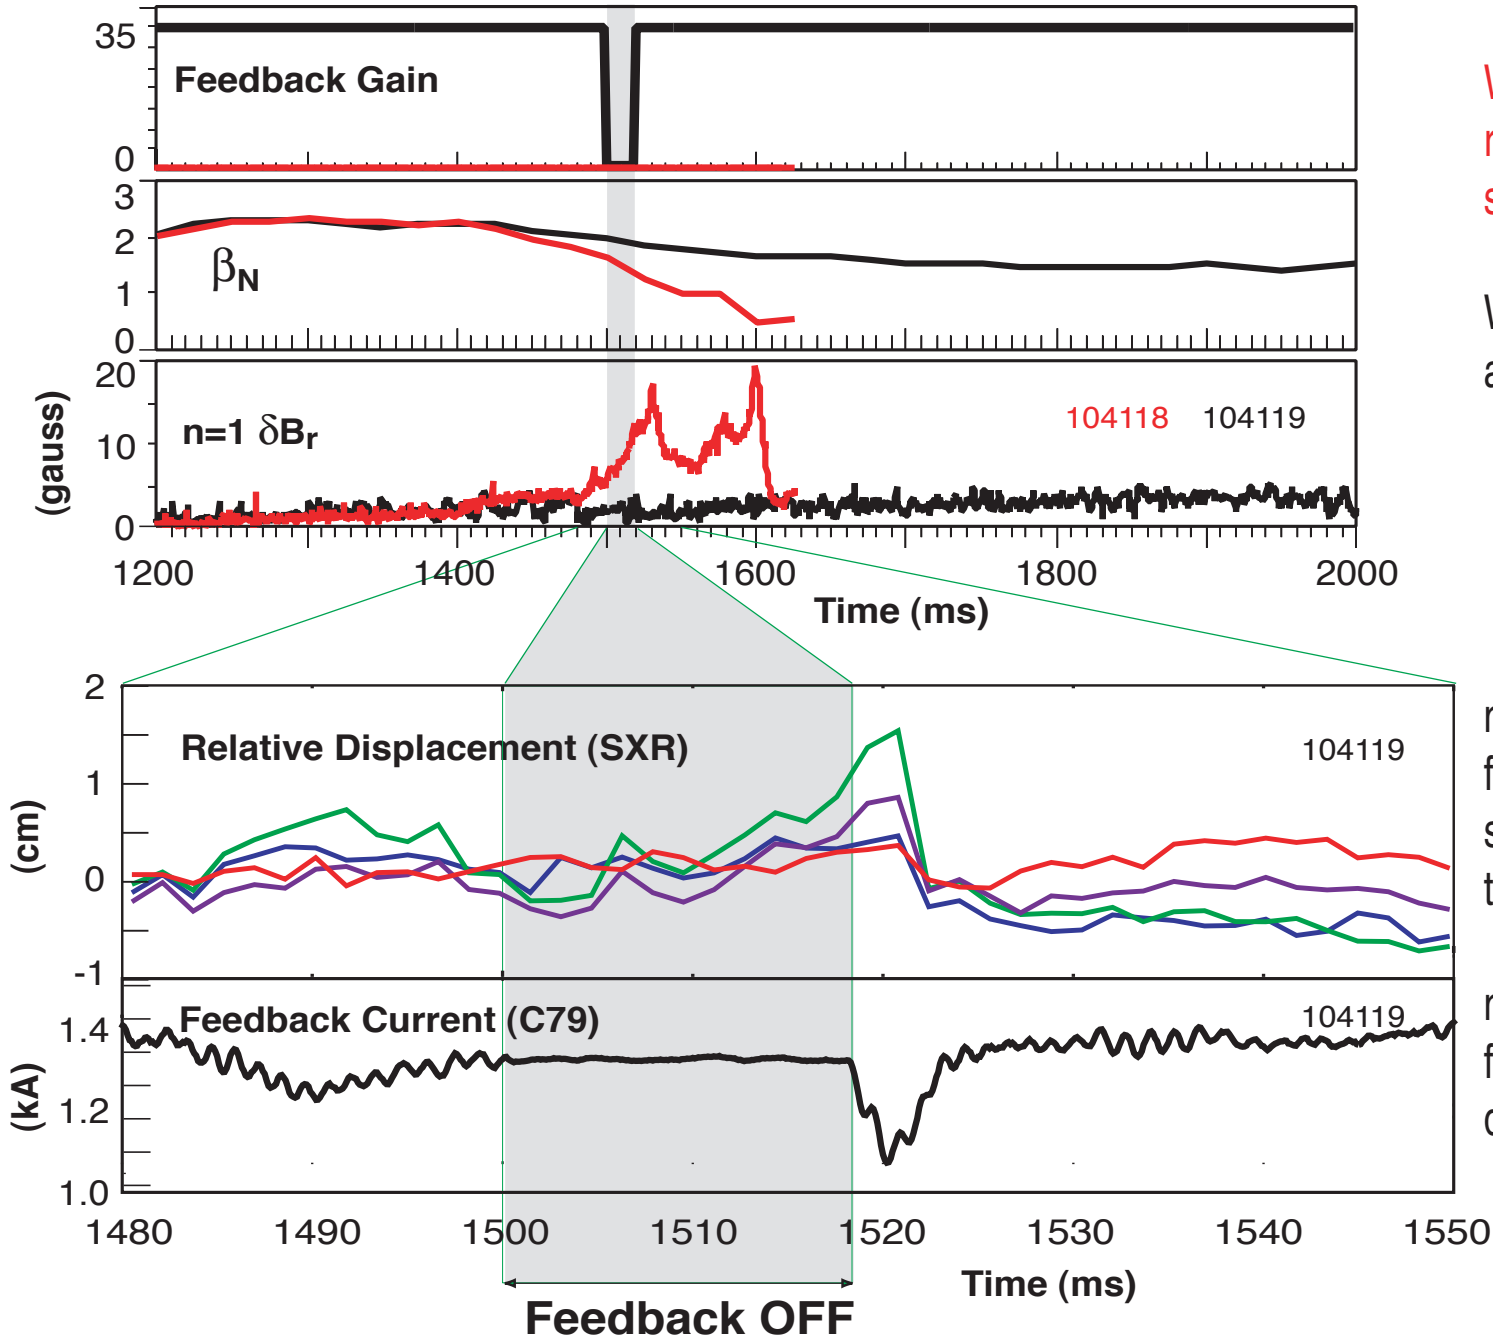 35
Feedback Gain
0
3
2
βN
1
0
20
n=1 δBr
104118 104119
10
(gauss)
0
1200 1400 1600 1800 2000
Time (ms)
2
Relative Displacement (SXR)
104119
1
(cm)
0
-1
Feedback Current (C79)
104119
1.4
(kA)
1.2
1.0
1480 1490 1500 1510 1520 1530 1540 1550
Time (ms)
Feedback OFF